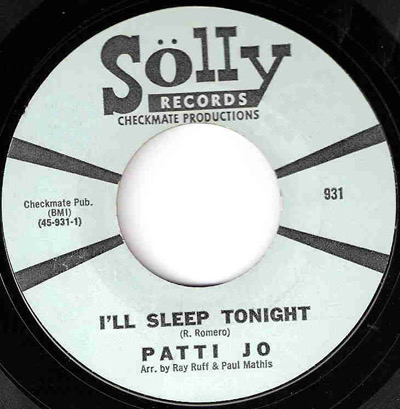 Sölly
RECORDS
CHECKMATE PRODUCTIONS
Checkmate Pub.
(BMI)
(45-931-1)
931
I'LL SLEEP TONIGHT
(R. Romero)
PATTI JO
Arr. by Ray Ruff & Paul Mathis